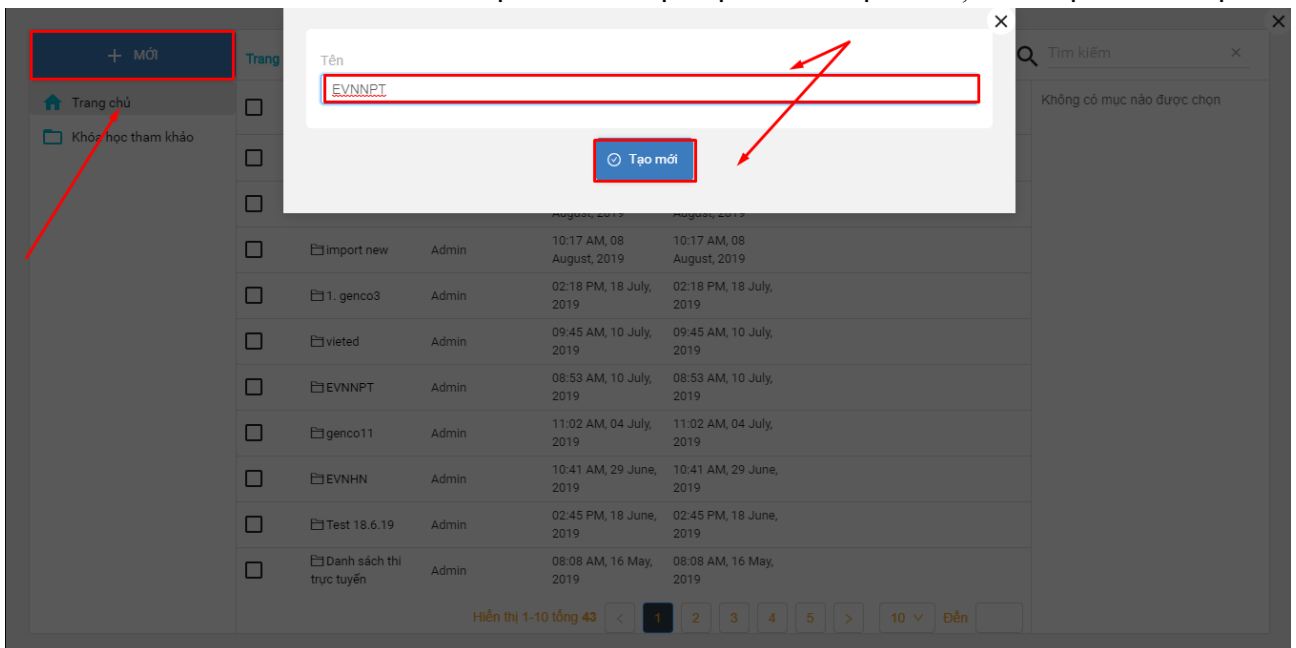 + MỚI
Trang chủ
Khóa học tham khảo
Trang
Tên
EVNNPT
Tạo mới
Tìm kiếm
Không có mục nào được chọn
August, 2019 August, 2019
import new Admin 10:17 AM, 08 10:17 AM, 08
August, 2019 August, 2019
1. genco3 Admin 02:18 PM, 18 July, 02:18 PM, 18 July,
2019 2019
vieted Admin 09:45 AM, 10 July, 09:45 AM, 10 July,
2019 2019
EVNNPT Admin 08:53 AM, 10 July, 08:53 AM, 10 July,
2019 2019
genco11 Admin 11:02 AM, 04 July, 11:02 AM, 04 July,
2019 2019
EVNHN Admin 10:41 AM, 29 June, 10:41 AM, 29 June,
2019 2019
Test 18.6.19 Admin 02:45 PM, 18 June, 02:45 PM, 18 June,
2019 2019
Danh sách thi Admin 08:08 AM, 16 May, 08:08 AM, 16 May,
trực tuyến 2019 2019
Hiển thị 1-10 tổng 43 < 1 2 3 4 5 > 10 Đến